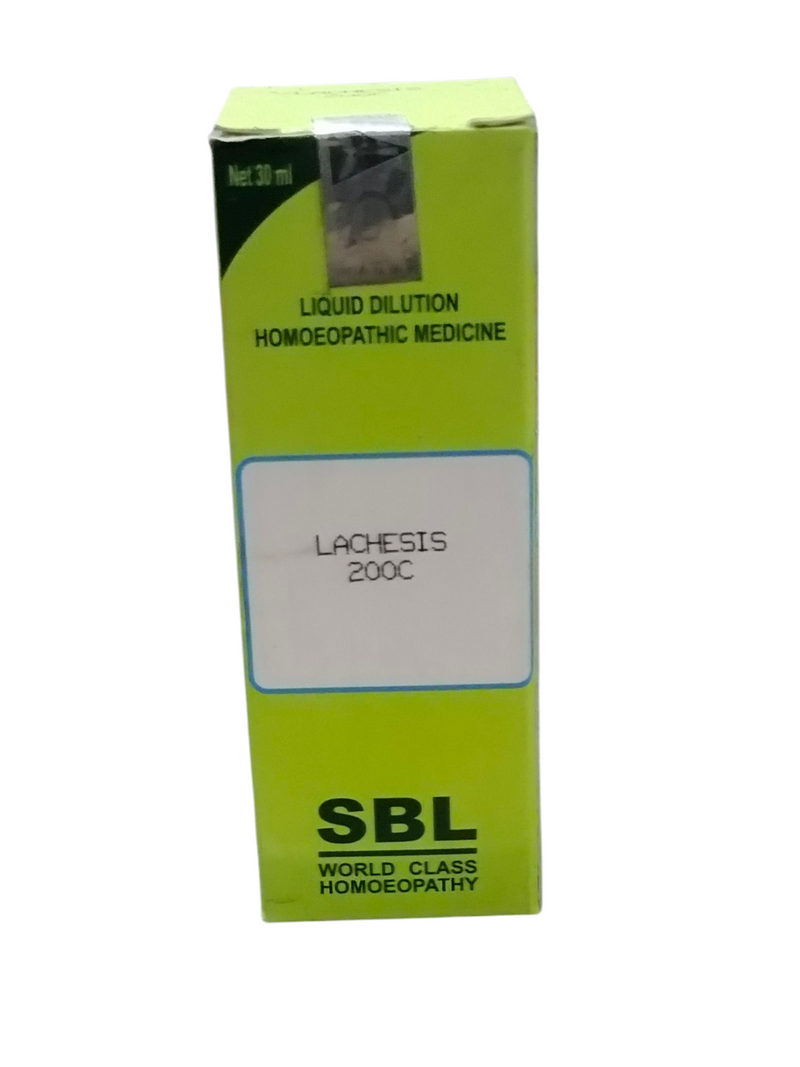 Net 30 ml
LIQUID DILUTION
HOMOEOPATHIC MEDICINE
LACHESIS
200C
SBL
WORLD CLASS
HOMOEOPATHY